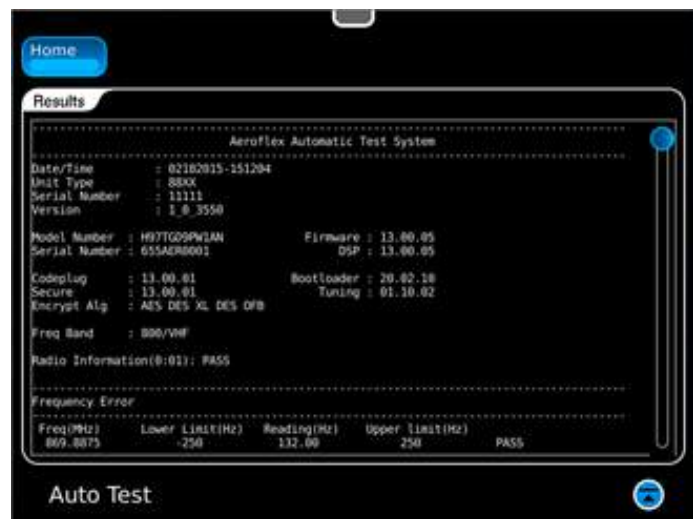 Home
Results
Aeroflex Automatic Test System
Date/Time : 02182015-151204
Unit Type : 88XX
Serial Number : 11111
Version : 1_0_3550
Model Number : H97TGD9PW1AN Firmware : 13.00.05
Serial Number : 655AER0001 DSP : 13.00.05
Codeplug : 13.00.01 Bootloader : 20.02.10
Secure : 13.00.01 Tuning : 01.10.02
Encrypt Alg : AES DES XL DES OFB
Freq Band : 800/VHF
Radio Information(0:01): PASS
Frequency Error
Freq(MHz) Lower Limit(Hz) Reading(Hz) Upper limit(Hz)
869.8875 -250 132.00 250 PASS
Auto Test